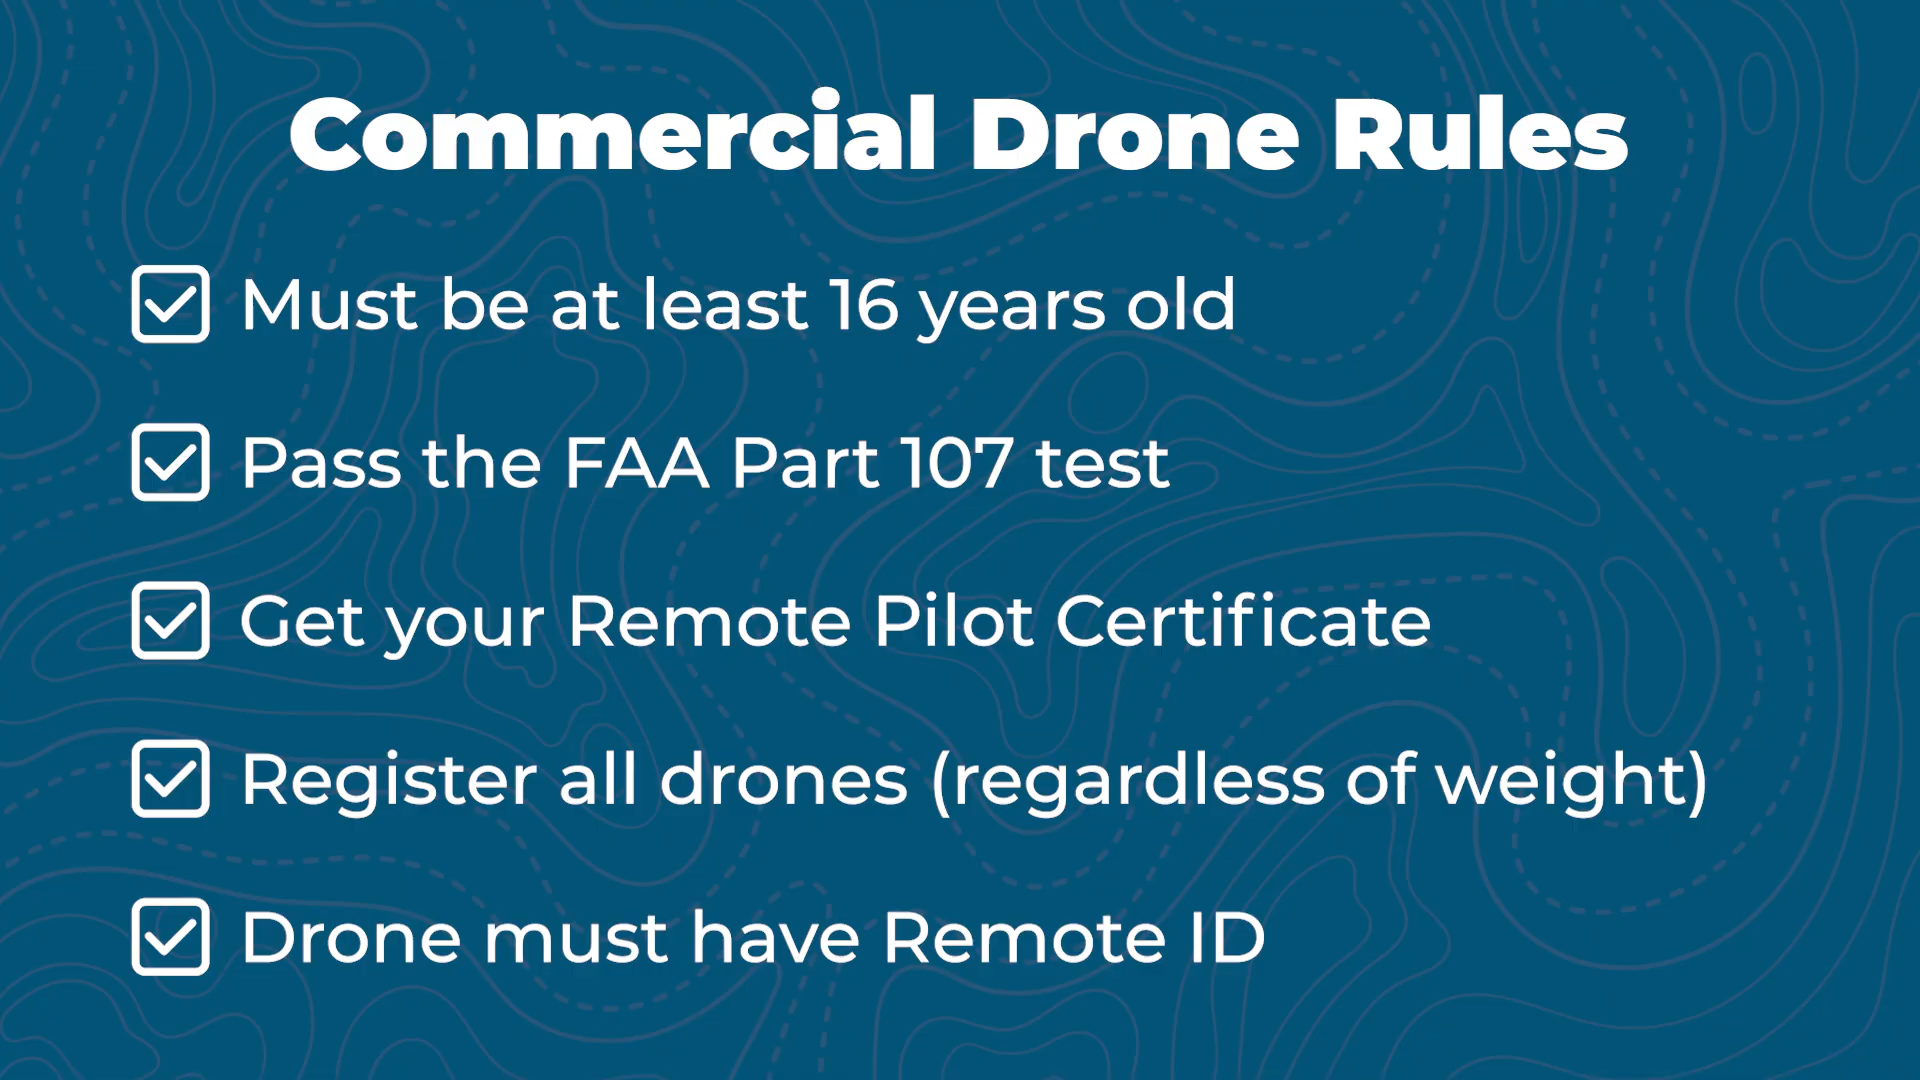 Commercial Drone Rules
Must be at least 16 years old
Pass the FAA Part 107 test
Get your Remote Pilot Certificate
Register all drones (regardless of weight)
Drone must have Remote ID